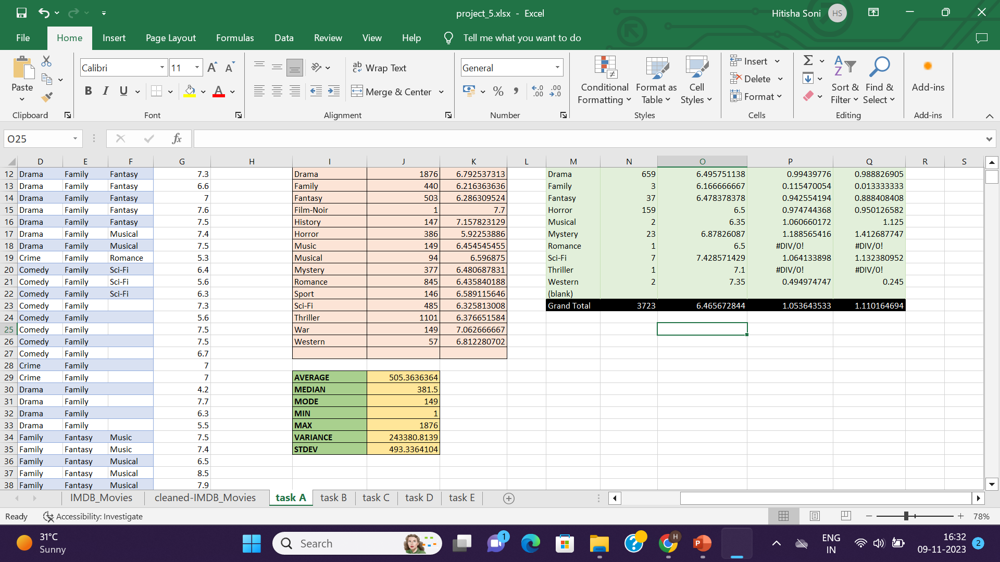 project_5.xlsx - Excel
Hitisha Soni HS
File Home Insert Page Layout Formulas Data Review View Help Tell me what you want to do
Paste
Calibri 11
B I U
Wrap Text
Merge & Center
General
Conditional Formatting
Format as Table
Cell Styles
Insert
Delete
Format
Sort & Filter
Find & Select
Add-ins
Clipboard Font Alignment Number Styles Cells Editing Add-ins
O25 fx
D E F G H I J K L M N O P Q R S
12 Drama Family Fantasy 7.3 Drama 1876 6.792537313 Drama 659 6.495751138 0.99439776 0.988826905
13 Drama Family Fantasy 6.6 Family 440 6.216363636 Family 3 6.166666667 0.115470054 0.013333333
14 Drama Family Fantasy 7 Fantasy 503 6.286309524 Fantasy 37 6.478378378 0.942554194 0.888408408
15 Drama Family Fantasy 7.6 Film-Noir 1 7.7 Horror 159 6.5 0.974744368 0.950126582
16 Drama Family Fantasy 7.5 History 147 7.157823129 Musical 2 6.35 1.060660172 1.125
17 Drama Family Musical 7.4 Horror 386 5.92253886 Mystery 23 6.87826087 1.188565416 1.412687747
18 Drama Family Musical 7.5 Music 149 6.454545455 Romance 1 6.5 #DIV/0! #DIV/0!
19 Crime Family Romance 5.3 Musical 94 6.596875 Sci-Fi 7 7.428571429 1.064133898 1.132380952
20 Comedy Family Sci-Fi 6.4 Mystery 377 6.480687831 Thriller 1 7.1 #DIV/0! #DIV/0!
21 Comedy Family Sci-Fi 5.6 Romance 845 6.435840188 Western 2 7.35 0.494974747 0.245
22 Comedy Family Sci-Fi 6.3 Sport 146 6.589115646 (blank)
23 Comedy Family 7.3 Sci-Fi 485 6.325813008 Grand Total 3723 6.465672844 1.053643533 1.110164694
24 Comedy Family 5.6 Thriller 1101 6.376651584
25 Comedy Family 7.5 War 149 7.062666667
26 Comedy Family 7.5 Western 57 6.812280702
27 Comedy Family 6.7
28 Crime Family 7
29 Crime Family 7 AVERAGE 505.3636364
30 Drama Family 4.2 MEDIAN 381.5
31 Drama Family 7.7 MODE 149
32 Drama Family 6.3 MIN 1
33 Drama Family 5.5 MAX 1876
34 Family Fantasy Music 7.5 VARIANCE 243380.8139
35 Family Fantasy Music 7.4 STDEV 493.3364104
36 Family Fantasy Musical 6.5
37 Family Fantasy Musical 8.5
38 Family Fantasy Musical 7.9
IMDB_Movies cleaned-IMDB_Movies task A task B task C task D task E
Ready Accessibility: Investigate 78%
31°C
Sunny
Search
1
H
P
ENG
IN
16:32
09-11-2023
2